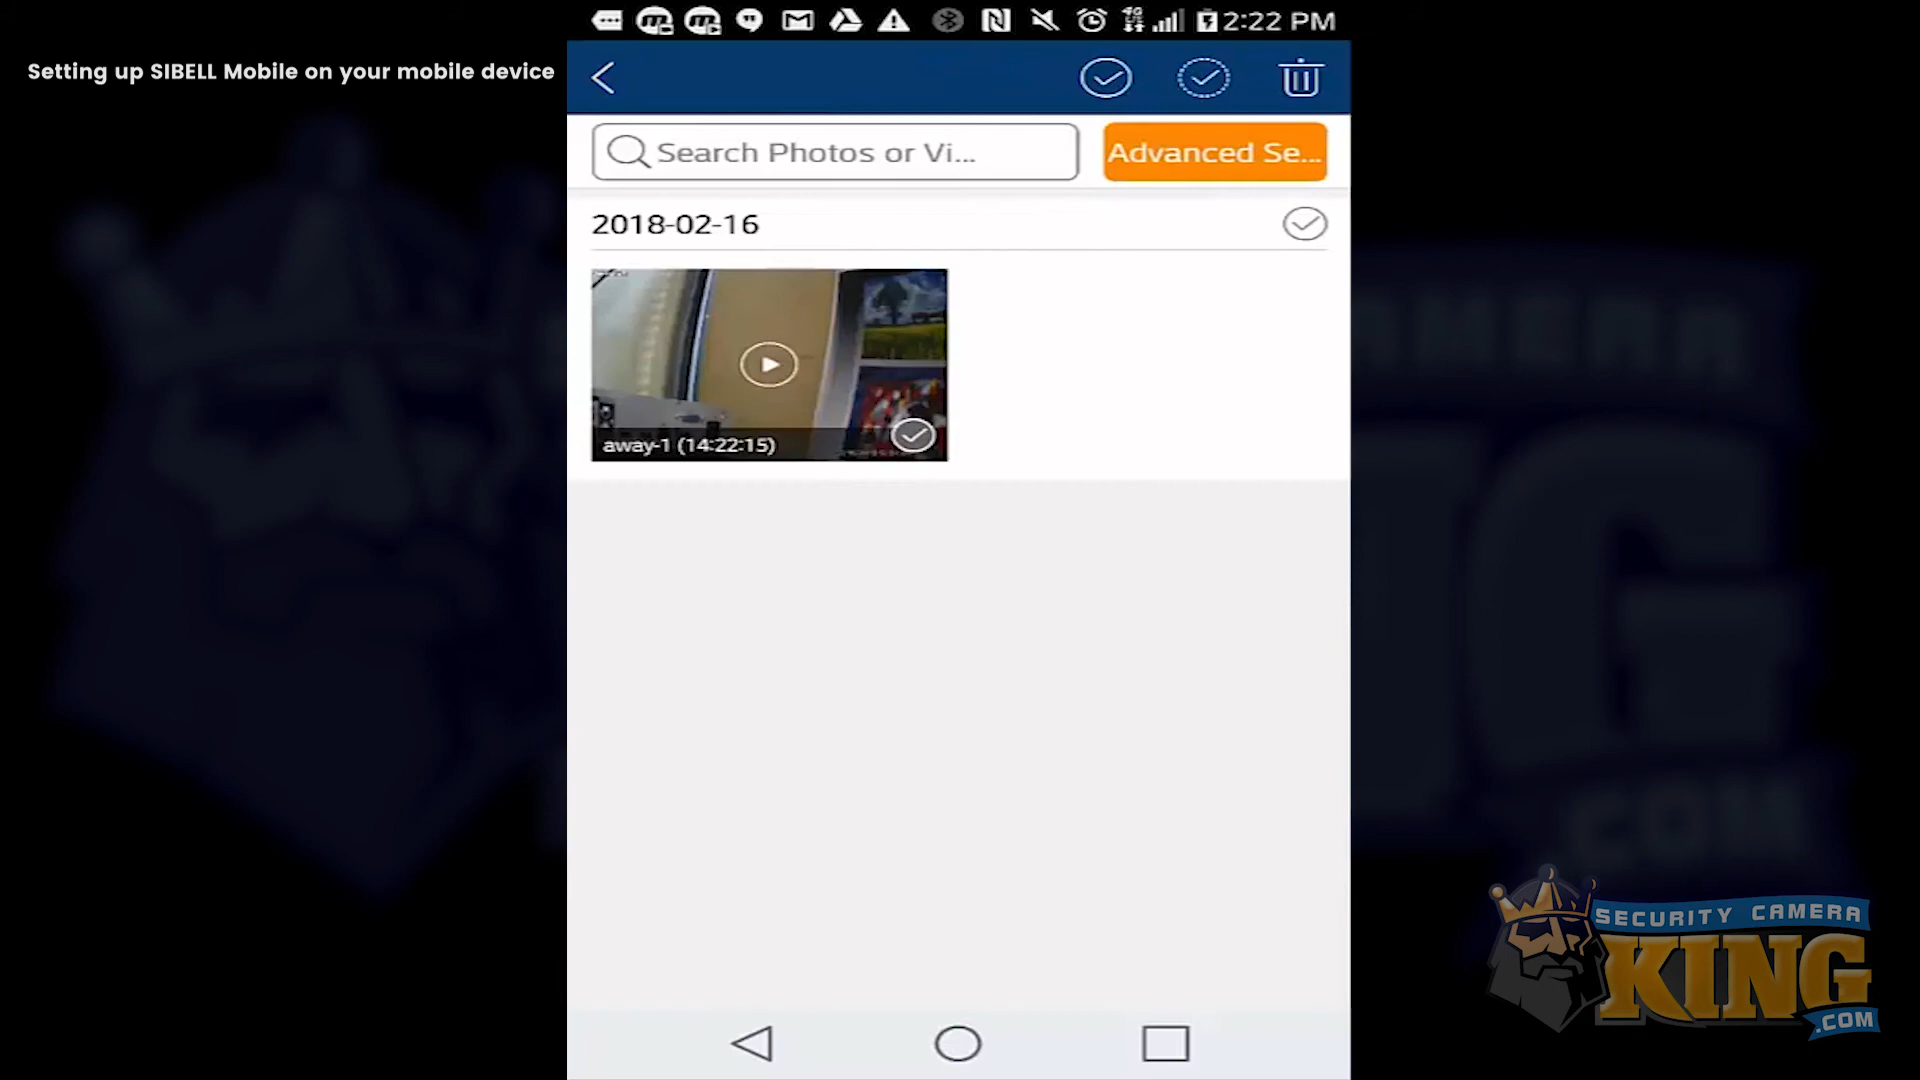 2:22 PM
Setting up SIBELL Mobile on your mobile device
Search Photos or Vi...
Advanced Se...
2018-02-16
away-1 (14:22:15)
SECURITY CAMERA
KING
.COM